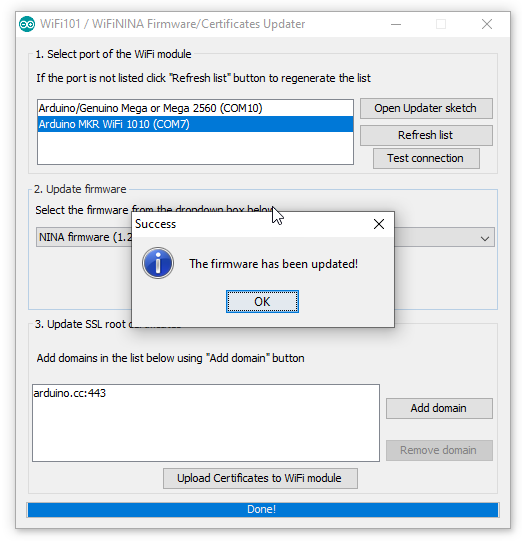 WiFi101 / WiFiNINA Firmware/Certificates Updater
1. Select port of the WiFi module
If the port is not listed click "Refresh list" button to regenerate the list
Arduino/Genuino Mega or Mega 2560 (COM10)
Arduino MKR WiFi 1010 (COM7)
Open Updater sketch
Refresh list
Test connection
2. Update firmware
Select the firmware from the dropdown box below
NINA firmware (1.2
Success
The firmware has been updated!
OK
3. Update SSL root certificates
Add domains in the list below using "Add domain" button
arduino.cc:443
Add domain
Remove domain
Upload Certificates to WiFi module
Done!